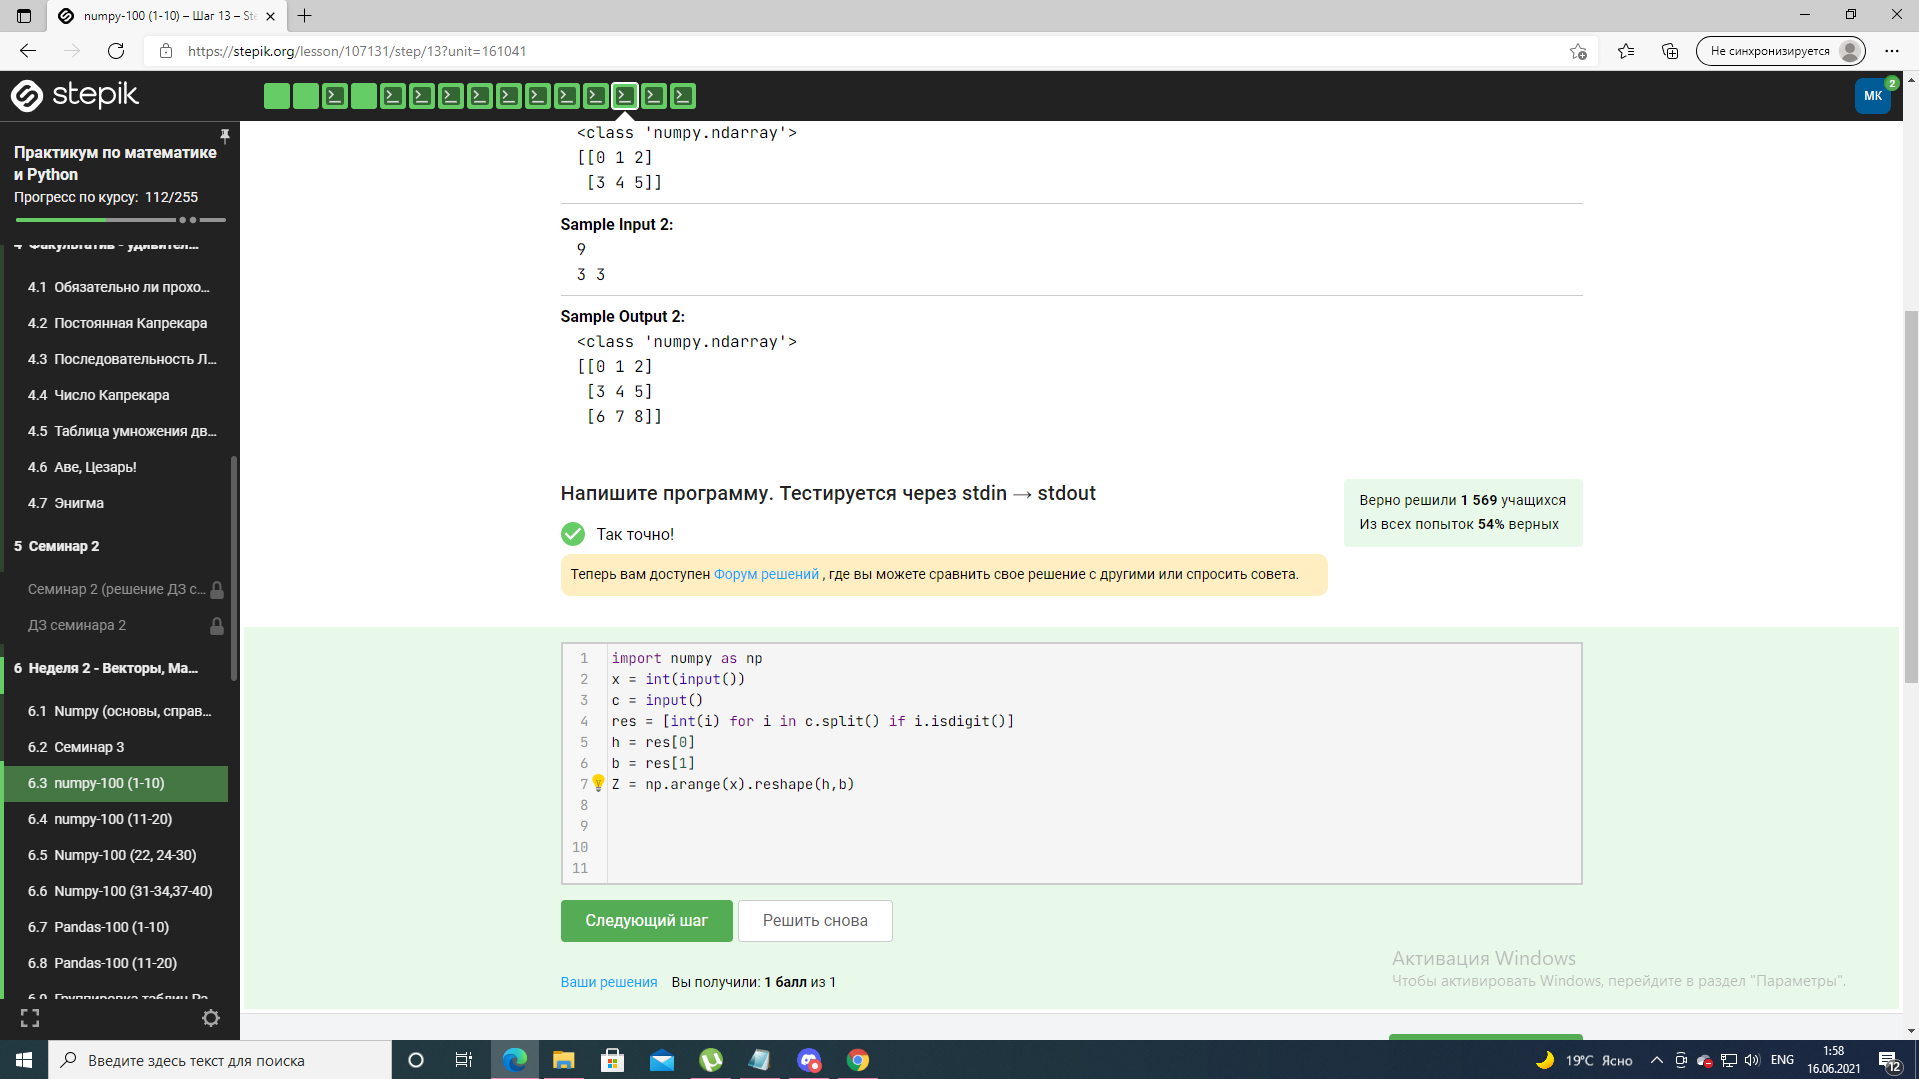 numpy-100 (1-10) – Шаг 13 – Ste
https://stepik.org/lesson/107131/step/13?unit=161041
Не синхронизируется
stepik
МК
2
Практикум по математике
и Python
Прогресс по курсу: 112/255
4 Факультатив - удивител...
4.1 Обязательно ли прохо...
4.2 Постоянная Капрекара
4.3 Последовательность Л...
4.4 Число Капрекара
4.5 Таблица умножения дв...
4.6 Аве, Цезарь!
4.7 Энигма
5 Семинар 2
Семинар 2 (решение ДЗ с...
ДЗ семинара 2
6 Неделя 2 - Векторы, Ма...
6.1 Numpy (основы, справ...
6.2 Семинар 3
6.3 numpy-100 (1-10)
6.4 numpy-100 (11-20)
6.5 Numpy-100 (22, 24-30)
6.6 Numpy-100 (31-34,37-40)
6.7 Pandas-100 (1-10)
6.8 Pandas-100 (11-20)
6.9 Группировка таблиц Pa...
<class 'numpy.ndarray'>
[[0 1 2]
[3 4 5]]
Sample Input 2:
9
3 3
Sample Output 2:
<class 'numpy.ndarray'>
[[0 1 2]
[3 4 5]
[6 7 8]]
Напишите программу. Тестируется через stdin → stdout
Верно решили 1 569 учащихся
Из всех попыток 54% верных
Так точно!
Теперь вам доступен Форум решений , где вы можете сравнить свое решение с другими или спросить совета.
1 import numpy as np
2 x = int(input())
3 c = input()
4 res = [int(i) for i in c.split() if i.isdigit()]
5 h = res[0]
6 b = res[1]
7 Z = np.arange(x).reshape(h,b)
8
9
10
11
Следующий шаг
Решить снова
Ваши решения Вы получили: 1 балл из 1
Активация Windows
Чтобы активировать Windows, перейдите в раздел "Параметры".
Введите здесь текст для поиска
19°C Ясно
ENG
1:58
16.06.2021
12